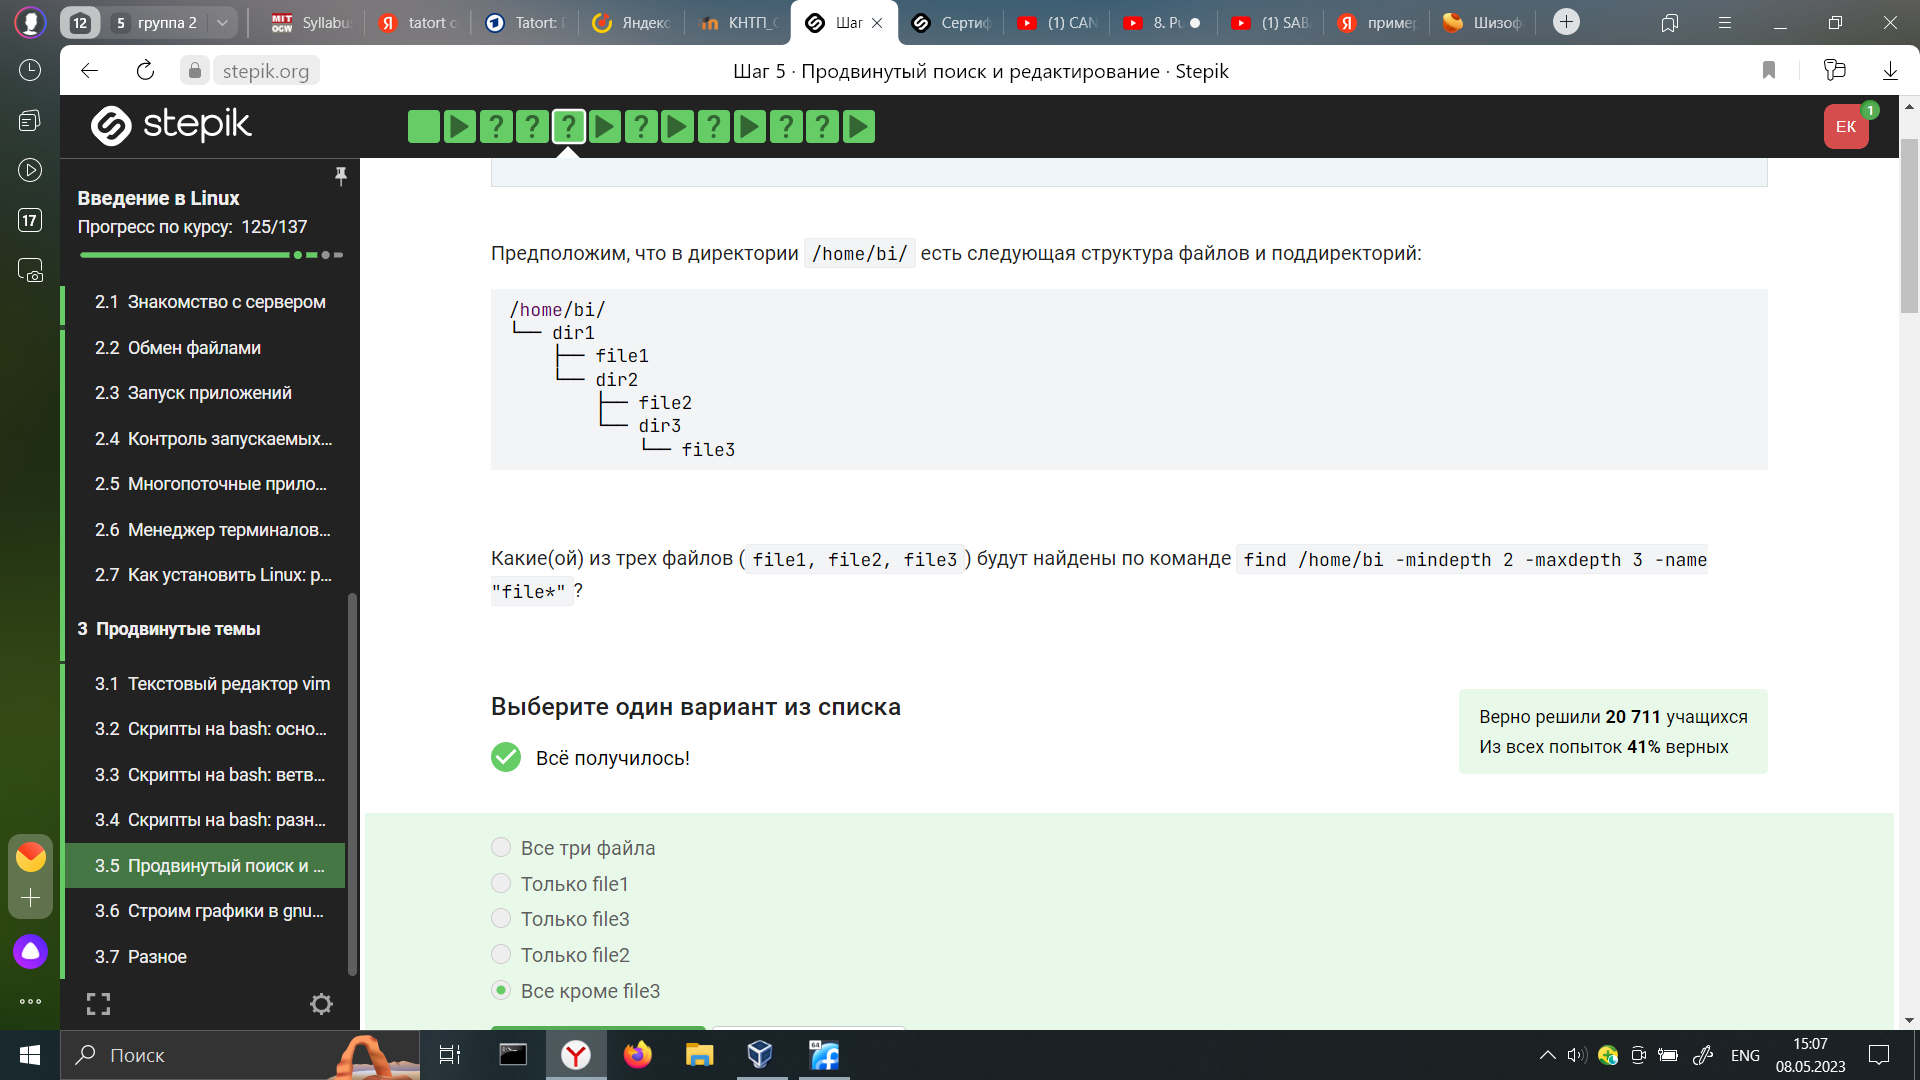 12
5 группа 2
MIT OCW Syllabu
tatort c
Tatort: D
Яндекс
КНТП_С
Шаг
Сертиф
(1) CAN
8. Pu
(1) SAB
пример
Шизоф
stepik.org
Шаг 5 · Продвинутый поиск и редактирование · Stepik
stepik
? ? ? ? ? ? ?
ЕК
1
17
Введение в Linux
Прогресс по курсу: 125/137
2.1 Знакомство с сервером
2.2 Обмен файлами
2.3 Запуск приложений
2.4 Контроль запускаемых...
2.5 Многопоточные прило...
2.6 Менеджер терминалов...
2.7 Как установить Linux: р...
3 Продвинутые темы
3.1 Текстовый редактор vim
3.2 Скрипты на bash: осно...
3.3 Скрипты на bash: ветв...
3.4 Скрипты на bash: разн...
3.5 Продвинутый поиск и ...
3.6 Строим графики в gnu...
3.7 Разное
Предположим, что в директории /home/bi/ есть следующая структура файлов и поддиректорий:
/home/bi/
└── dir1
    ├── file1
    └── dir2
        ├── file2
        └── dir3
            └── file3
Какие(ой) из трех файлов ( file1, file2, file3 ) будут найдены по команде find /home/bi -mindepth 2 -maxdepth 3 -name
"file*" ?
Выберите один вариант из списка
Всё получилось!
Верно решили 20 711 учащихся
Из всех попыток 41% верных
Все три файла
Только file1
Только file3
Только file2
Все кроме file3
Поиск
64
ENG
15:07
08.05.2023